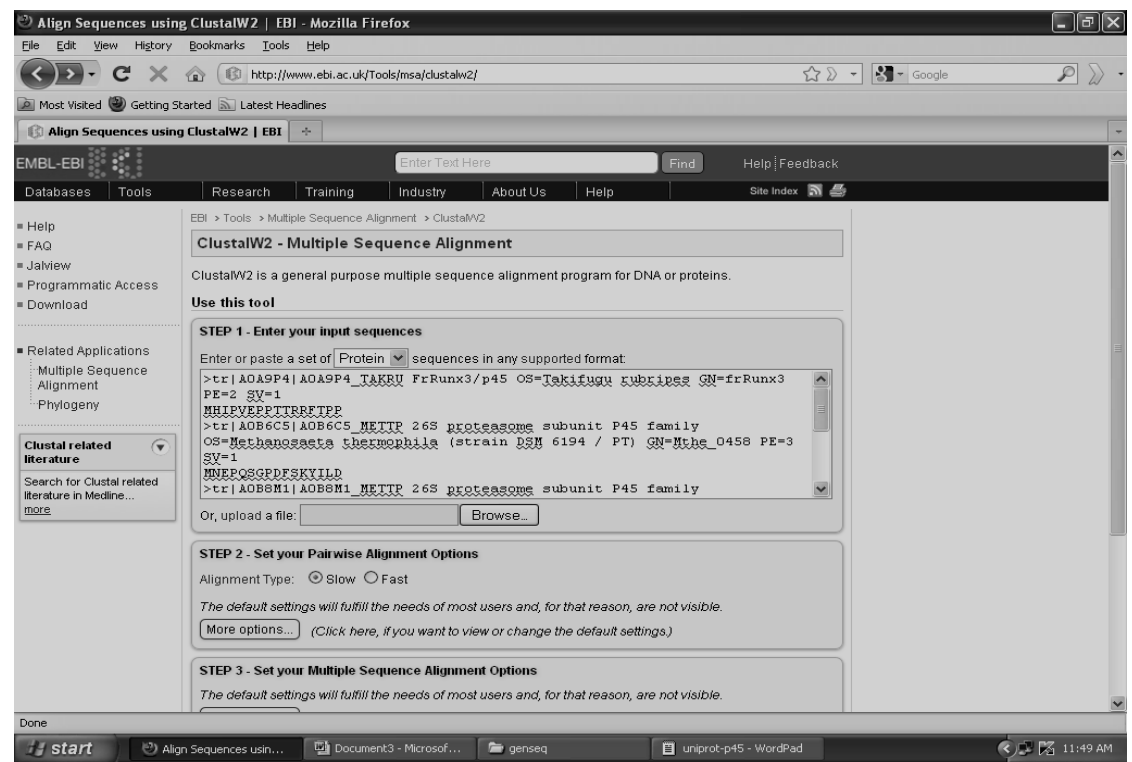 Align Sequences using ClustalW2 | EBI - Mozilla Firefox
File Edit View History Bookmarks Tools Help
http://www.ebi.ac.uk/Tools/msa/clustalw2/
Google
Most Visited Getting Started Latest Headlines
Align Sequences using ClustalW2 | EBI
EMBL-EBI
Enter Text Here
Find
Help Feedback
Databases Tools Research Training Industry About Us Help Site Index
Help
FAQ
Jalview
Programmatic Access
Download
Related Applications
Multiple Sequence
Alignment
Phylogeny
Clustal related
literature
Search for Clustal related
literature in Medline...
more
EBI > Tools > Multiple Sequence Alignment > ClustalW2
ClustalW2 - Multiple Sequence Alignment
ClustalW2 is a general purpose multiple sequence alignment program for DNA or proteins.
Use this tool
STEP 1 - Enter your input sequences
Enter or paste a set of Protein sequences in any supported format:
>tr|A0A9P4|A0A9P4_TAKRU FrRunx3/p45 OS=Takifugu rubripes GN=frRunx3
PE=2 SV=1
MHIPVEPPTTRRFTPP
>tr|A0B6C5|A0B6C5_METTP 26S proteasome subunit P45 family
OS=Methanosaeta thermophila (strain DSM 6194 / PT) GN=Mthe_0458 PE=3
SV=1
MNEPQSGPDFSKYILD
>tr|A0B8M1|A0B8M1_METTP 26S proteasome subunit P45 family
Or, upload a file: Browse...
STEP 2 - Set your Pairwise Alignment Options
Alignment Type: Slow Fast
The default settings will fulfill the needs of most users and, for that reason, are not visible.
More options... (Click here, if you want to view or change the default settings.)
STEP 3 - Set your Multiple Sequence Alignment Options
The default settings will fulfill the needs of most users and, for that reason, are not visible.
Done
start Align Sequences usin... Document3 - Microsof... genseq uniprot-p45 - WordPad 11:49 AM